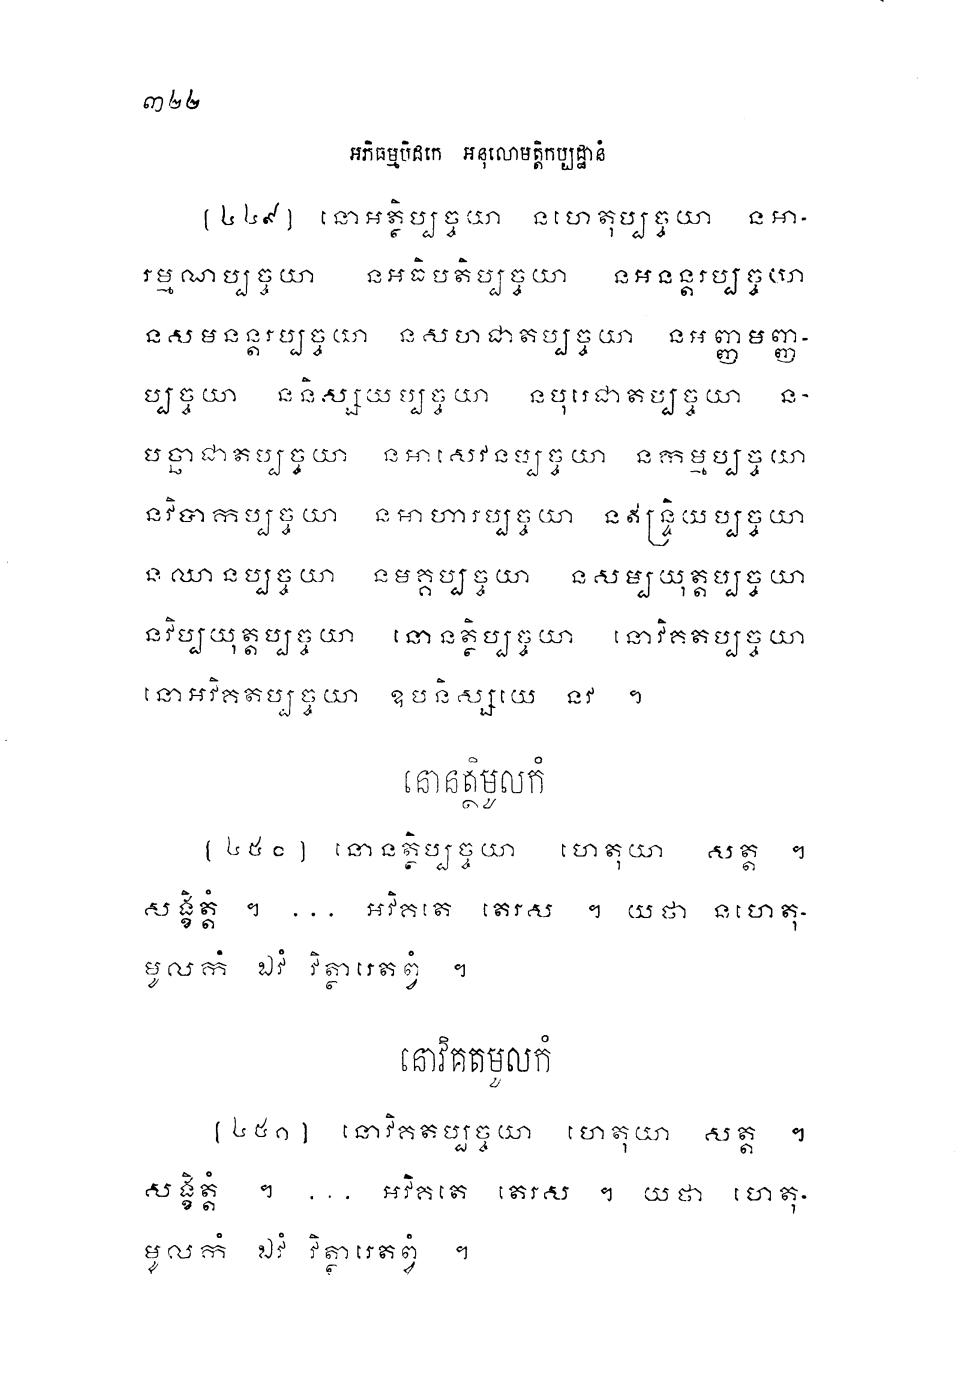 ៣២២
អភិធម្មបិដកេ អនុលោមត្តិកប្បដ្ឋានំ
(៤៤៩) នោអត្ថិប្បច្ចយា នហេតុប្បច្ចយា នអា-
រម្មណប្បច្ចយា នអធិបតិប្បច្ចយា នអនន្តរប្បច្ចយា
នសមនន្តរប្បច្ចយា នសហជាតប្បច្ចយា នអញ្ញមញ្ញ-
ប្បច្ចយា ននិស្សយប្បច្ចយា នបុរេជាតប្បច្ចយា ន-
បច្ឆាជាតប្បច្ចយា នអាសេវនប្បច្ចយា នកម្មប្បច្ចយា
នវិបាកប្បច្ចយា នអាហារប្បច្ចយា នឥន្ទ្រិយប្បច្ចយា
នឈានប្បច្ចយា នមគ្គប្បច្ចយា នសម្បយុត្តប្បច្ចយា
នវិប្បយុត្តប្បច្ចយា នោនត្ថិប្បច្ចយា នោវិគតប្បច្ចយា
នោអវិគតប្បច្ចយា ឧបនិស្សយេ នវ ។
នោនត្ថិមូលកំ
(៤៥០) នោនត្ថិប្បច្ចយា ហេតុយា សត្ត ។
សង្ខិត្តំ ។ ... អវិគតេ តេរស ។ យថា នហេតុ-
មូលកំ ឯវំ វិត្ថារេតព្វំ ។
នោវិគតមូលកំ
(៤៥១) នោវិគតប្បច្ចយា ហេតុយា សត្ត ។
សង្ខិត្តំ ។ ... អវិគតេ តេរស ។ យថា ហេតុ-
មូលកំ ឯវំ វិត្ថារេតព្វំ ។